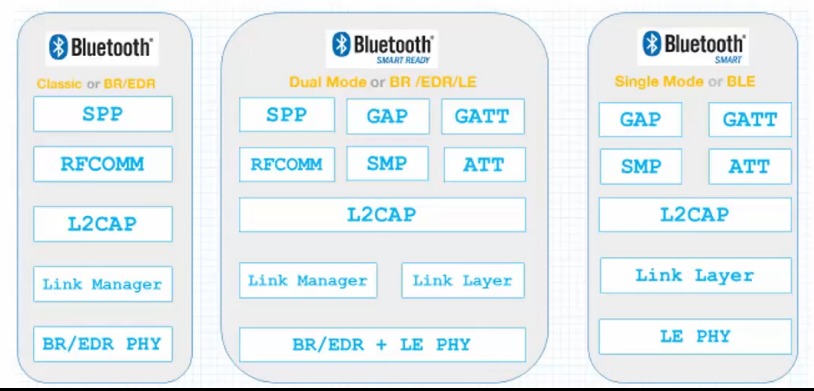 Bluetooth®
Classic or BR/EDR
SPP
RFCOMM
L2CAP
Link Manager
BR/EDR PHY
Bluetooth®
SMART READY
Dual Mode or BR /EDR/LE
SPP GAP GATT
RFCOMM SMP ATT
L2CAP
Link Manager Link Layer
BR/EDR + LE PHY
Bluetooth®
SMART
Single Mode or BLE
GAP GATT
SMP ATT
L2CAP
Link Layer
LE PHY